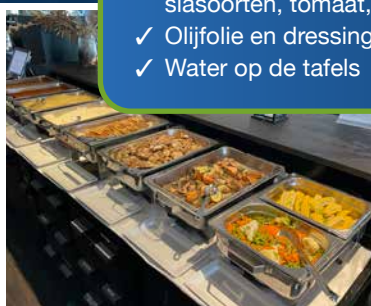 slasoorten, tomaat,
✓ Olijfolie en dressing
✓ Water op de tafels